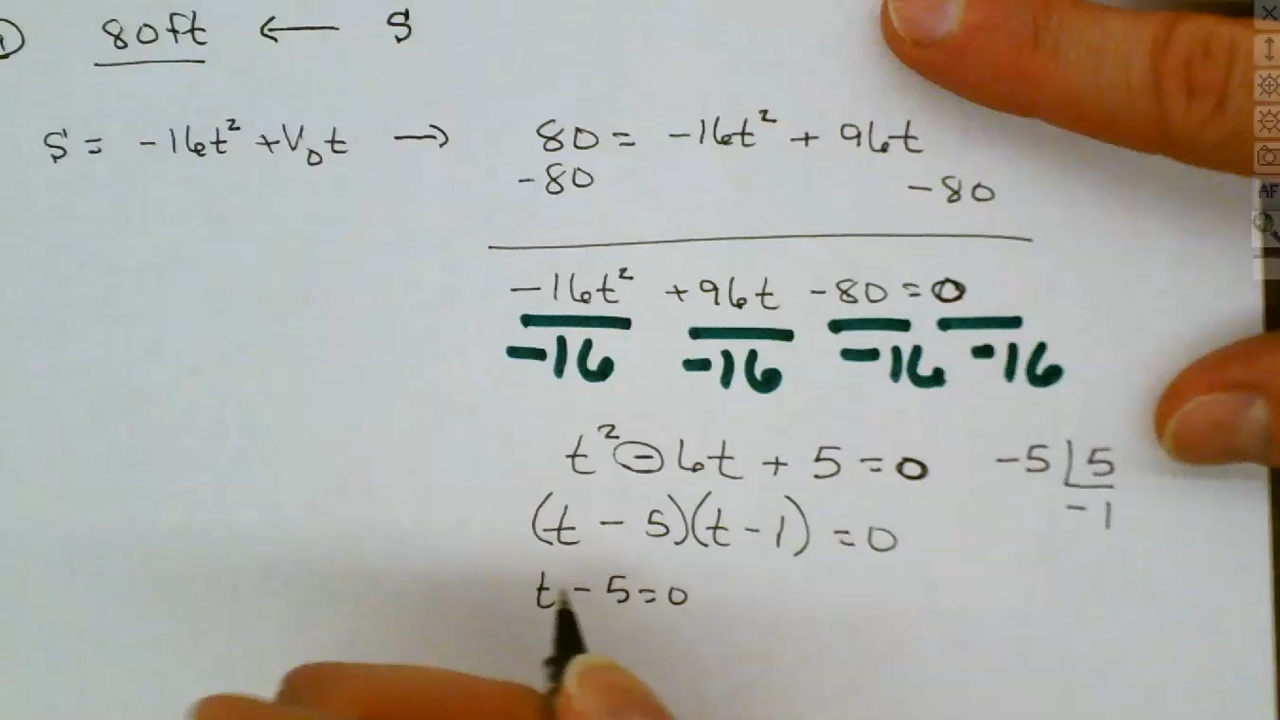 80ft ← S
S = -16t² + V₀t → 80 = -16t² + 96t
-80 -80
-16t² + 96t - 80 = 0
-16 -16 -16 -16
t² - 6t + 5 = 0 -5 | 5
-1
(t - 5)(t - 1) = 0
t - 5 = 0
AF